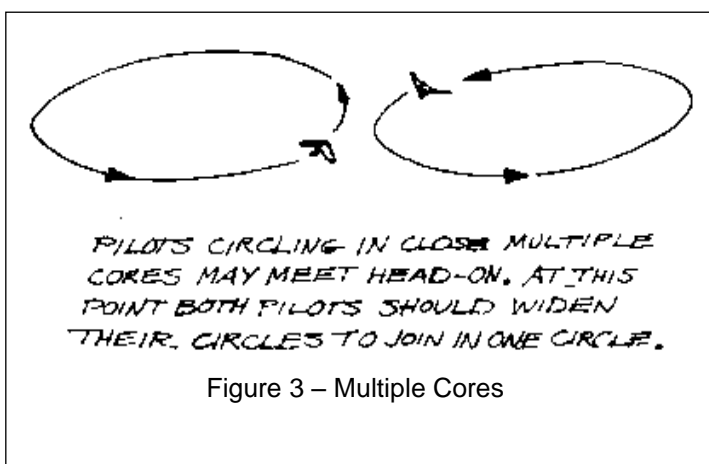 PILOTS CIRCLING IN CLOSE MULTIPLE
CORES MAY MEET HEAD-ON. AT THIS
POINT BOTH PILOTS SHOULD WIDEN
THEIR. CIRCLES TO JOIN IN ONE CIRCLE.
Figure 3 – Multiple Cores